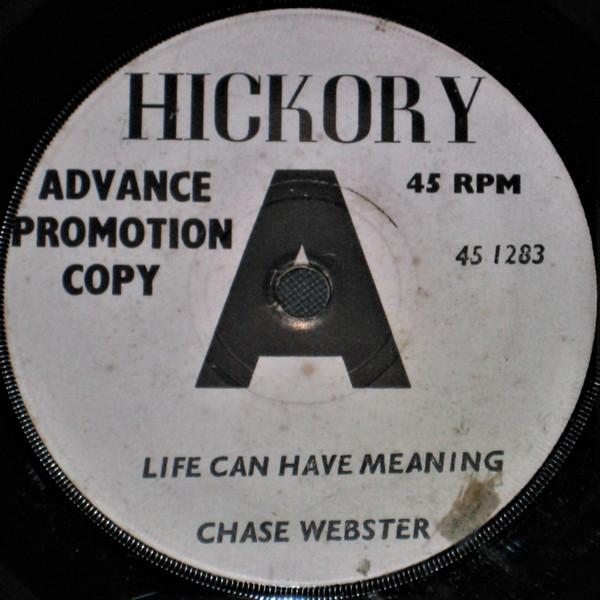 HICKORY
ADVANCE
PROMOTION
COPY
A
45 RPM
45 1283
LIFE CAN HAVE MEANING
CHASE WEBSTER